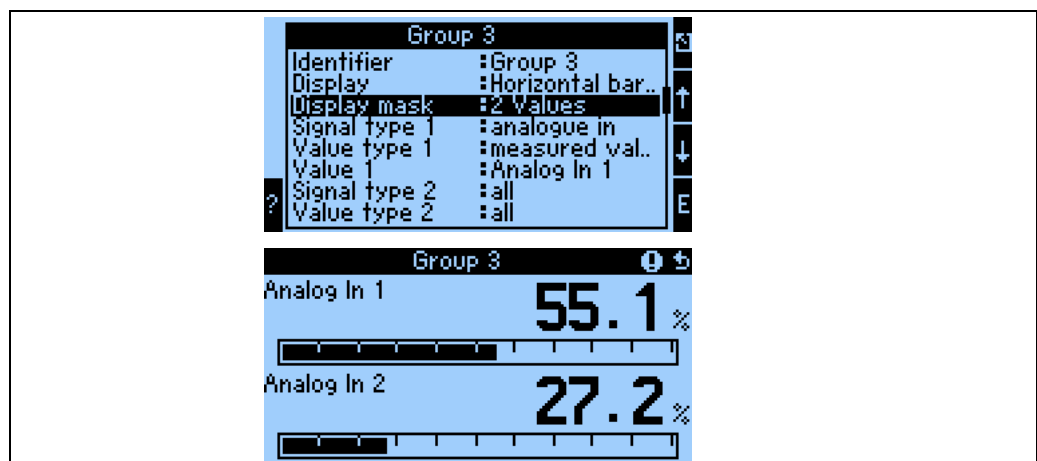 Group 3
Identifier :Group 3
Display :Horizontal bar..
Display mask :2 Values
Signal type 1 :analogue in
Value type 1 :measured val..
Value 1 :Analog In 1
Signal type 2 :all
? Value type 2 :all E
Group 3
Analog In 1 55.1 %
Analog In 2 27.2 %